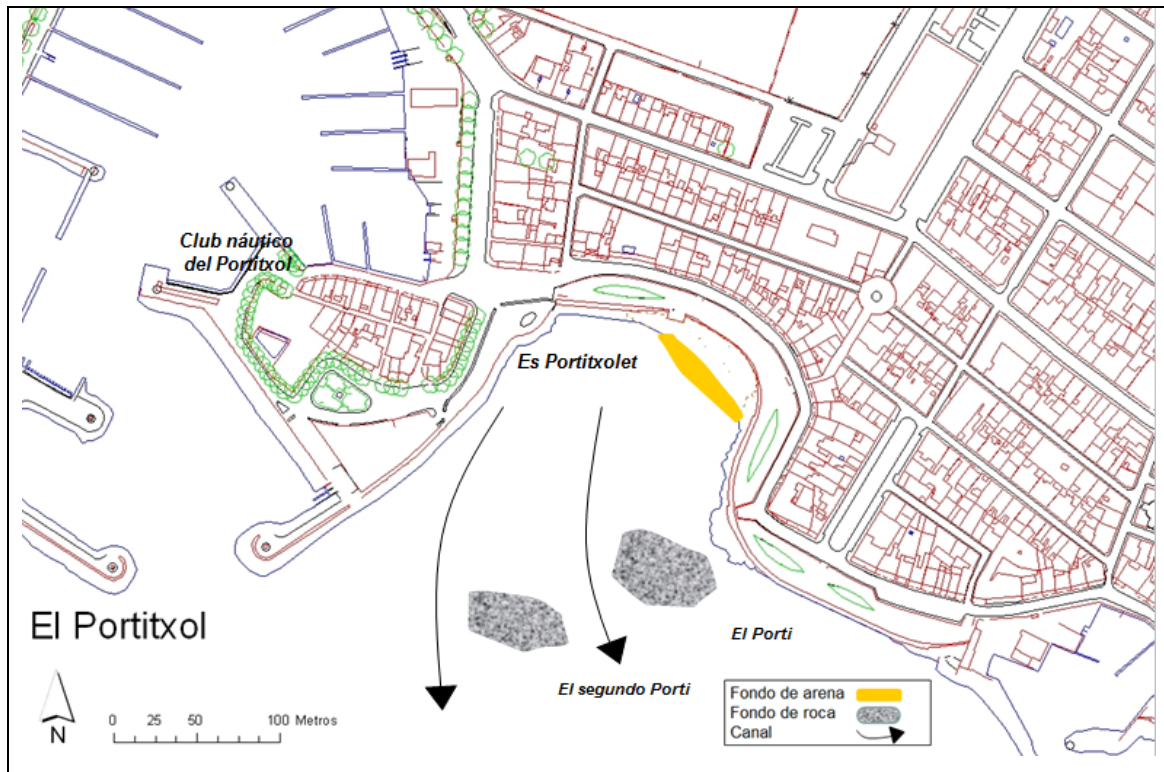 Club náutico
del Portitxol
Es Portitxolet
El Portitxol
El Porti
El segundo Porti
N
0 25 50 100 Metros
Fondo de arena
Fondo de roca
Canal